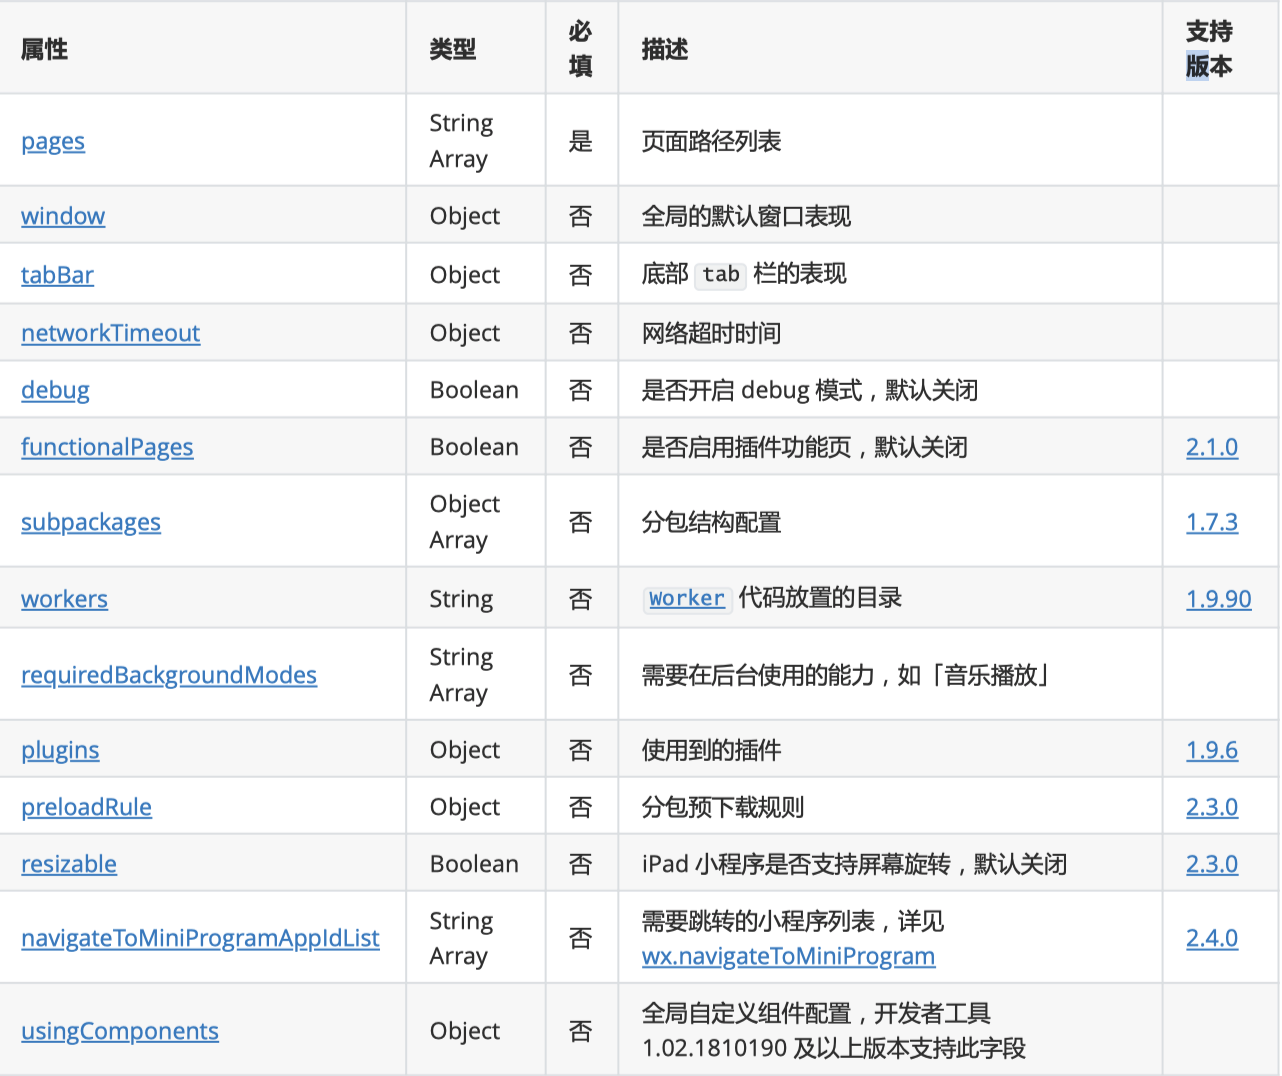 属性 类型 必填 描述 支持版本
pages String Array 是 页面路径列表
window Object 否 全局的默认窗口表现
tabBar Object 否 底部 tab 栏的表现
networkTimeout Object 否 网络超时时间
debug Boolean 否 是否开启 debug 模式，默认关闭
functionalPages Boolean 否 是否启用插件功能页，默认关闭 2.1.0
subpackages Object Array 否 分包结构配置 1.7.3
workers String 否 Worker 代码放置的目录 1.9.90
requiredBackgroundModes String Array 否 需要在后台使用的能力，如「音乐播放」
plugins Object 否 使用到的插件 1.9.6
preloadRule Object 否 分包预下载规则 2.3.0
resizable Boolean 否 iPad 小程序是否支持屏幕旋转，默认关闭 2.3.0
navigateToMiniProgramAppIdList String Array 否 需要跳转的小程序列表，详见 wx.navigateToMiniProgram 2.4.0
usingComponents Object 否 全局自定义组件配置，开发者工具 1.02.1810190 及以上版本支持此字段